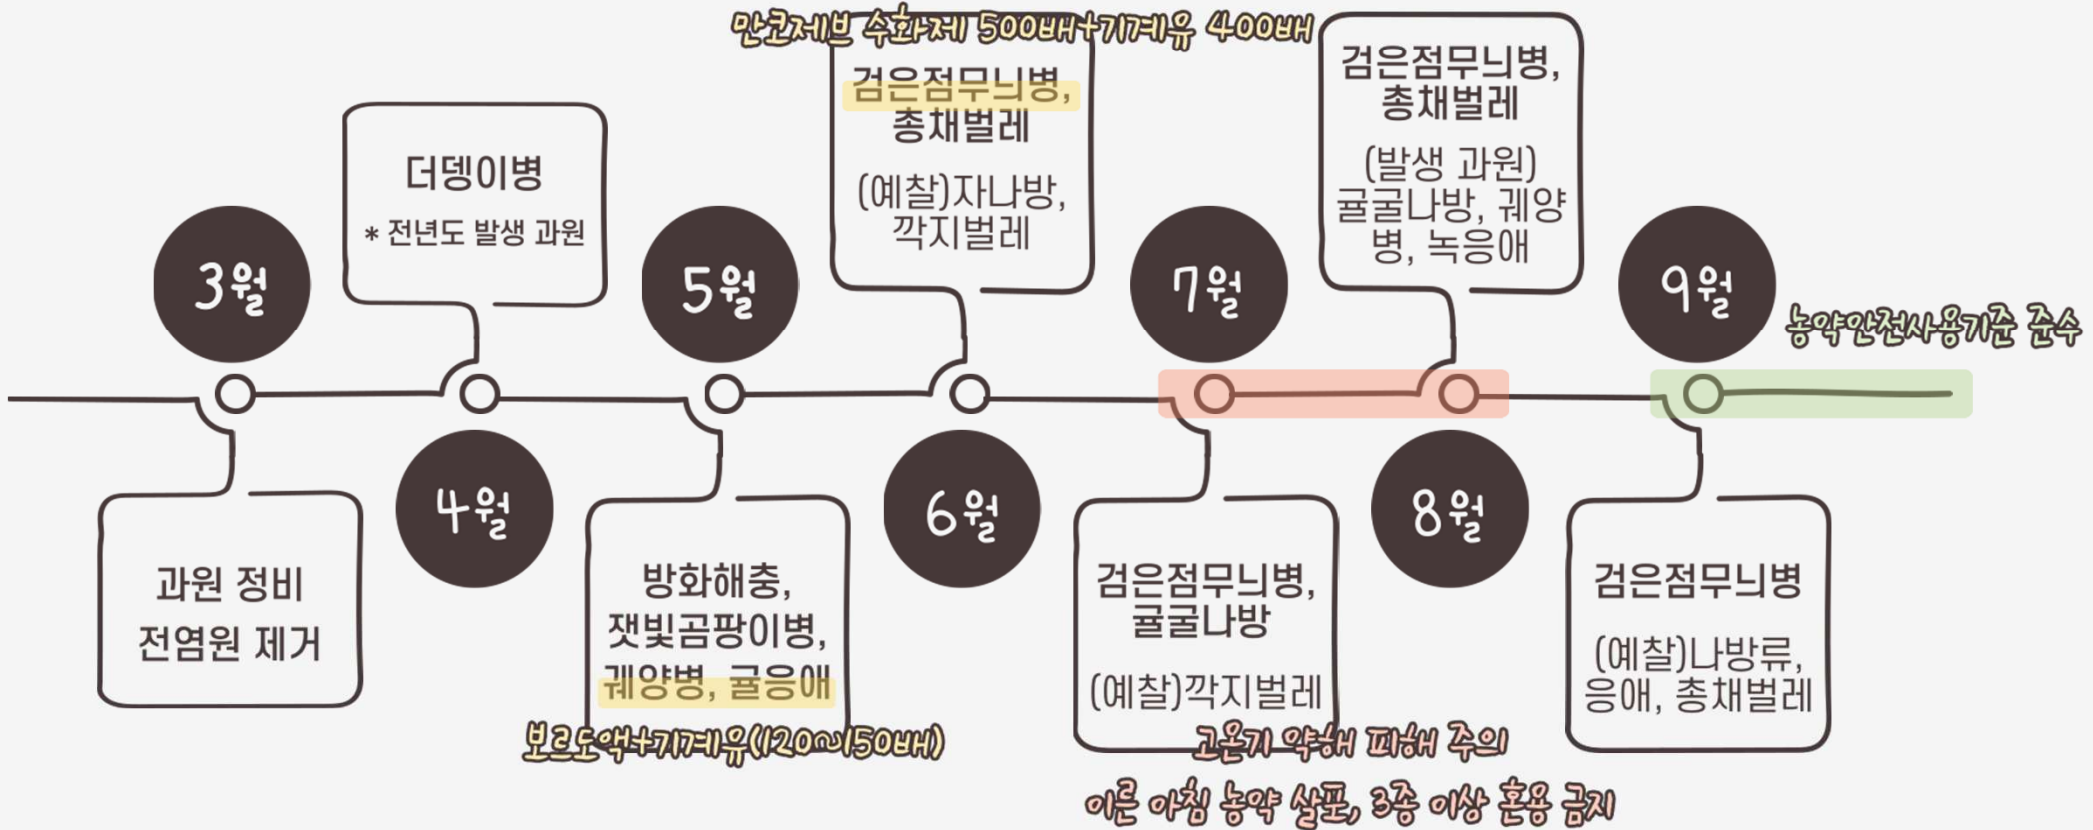 만코제브 수화제 500배+기계유 400배
3월
과원 정비
전염원 제거
더뎅이병
* 전년도 발생 과원
4월
5월
방화해충,
잿빛곰팡이병,
궤양병, 귤응애
보르도액+기계유(120~150배)
검은점무늬병,
총채벌레
(예찰)자나방,
깍지벌레
6월
7월
검은점무늬병,
귤굴나방
(예찰)깍지벌레
고온기 약해 피해 주의
이른 아침 농약 살포, 3종 이상 혼용 금지
검은점무늬병,
총채벌레
(발생 과원)
귤굴나방, 궤양
병, 녹응애
8월
9월
농약안전사용기준 준수
검은점무늬병
(예찰)나방류,
응애, 총채벌레